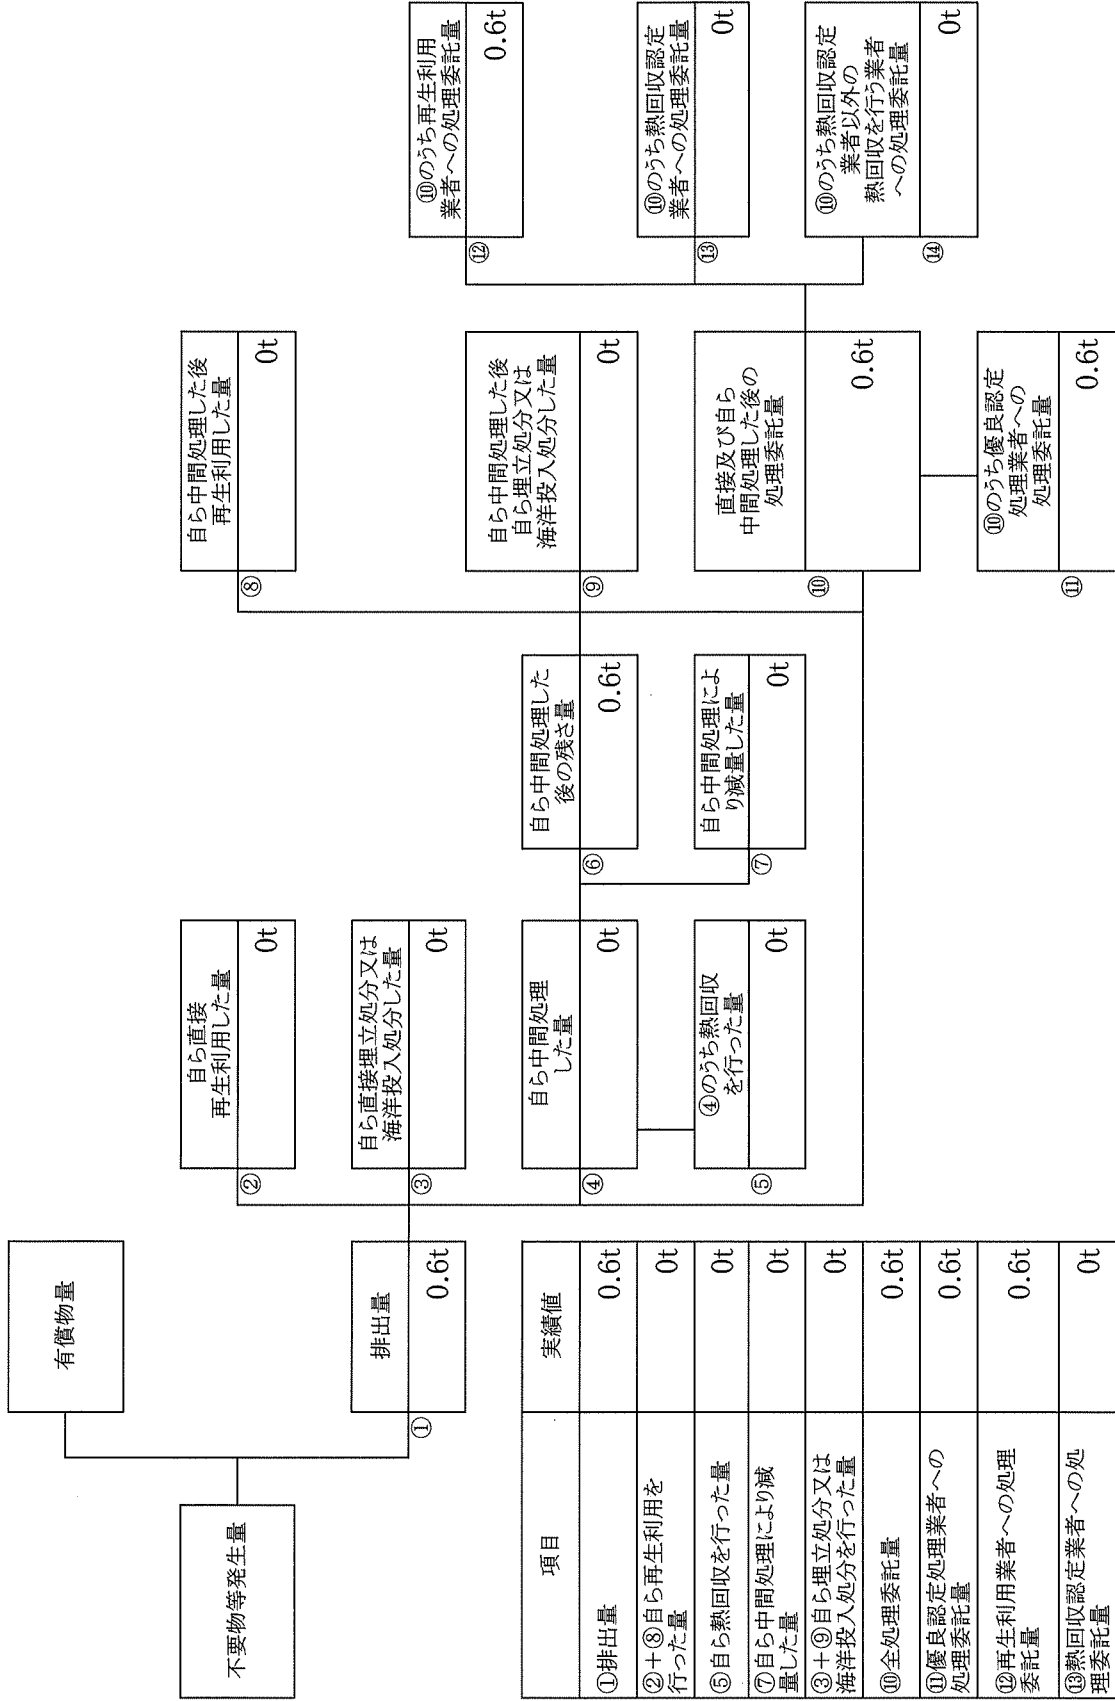 不要物等発生量
有償物量
排出量
①
0.6t
自ら直接
再生利用した量
②
0t
自ら直接埋立処分又は
海洋投入処分した量
③
0t
自ら中間処理
した量
④
0t
④のうち熱回収
を行った量
⑤
0t
自ら中間処理した
後の残さ量
⑥
0.6t
自ら中間処理によ
り減量した量
⑦
0t
自ら中間処理した後
再生利用した量
⑧
0t
自ら中間処理した後
自ら埋立処分又は
海洋投入処分した量
⑨
0t
直接及び自ら
中間処理した後の
処理委託量
⑩
0.6t
⑩のうち優良認定
処理業者への
処理委託量
⑪
0.6t
⑩のうち再生利用
業者への処理委託量
⑫
0.6t
⑩のうち熱回収認定
業者への処理委託量
⑬
0t
⑩のうち熱回収認定
業者以外の
熱回収を行う業者
への処理委託量
⑭
0t
項目
実績値
①排出量
0.6t
②+⑧自ら再生利用を
行った量
0t
⑤自ら熱回収を行った量
0t
⑦自ら中間処理により減
量した量
0t
③+⑨自ら埋立処分又は
海洋投入処分を行った量
0t
⑩全処理委託量
0.6t
⑪優良認定処理業者への
処理委託量
0.6t
⑫再生利用業者への処理
委託量
0.6t
⑬熱回収認定業者への処
理委託量
0t